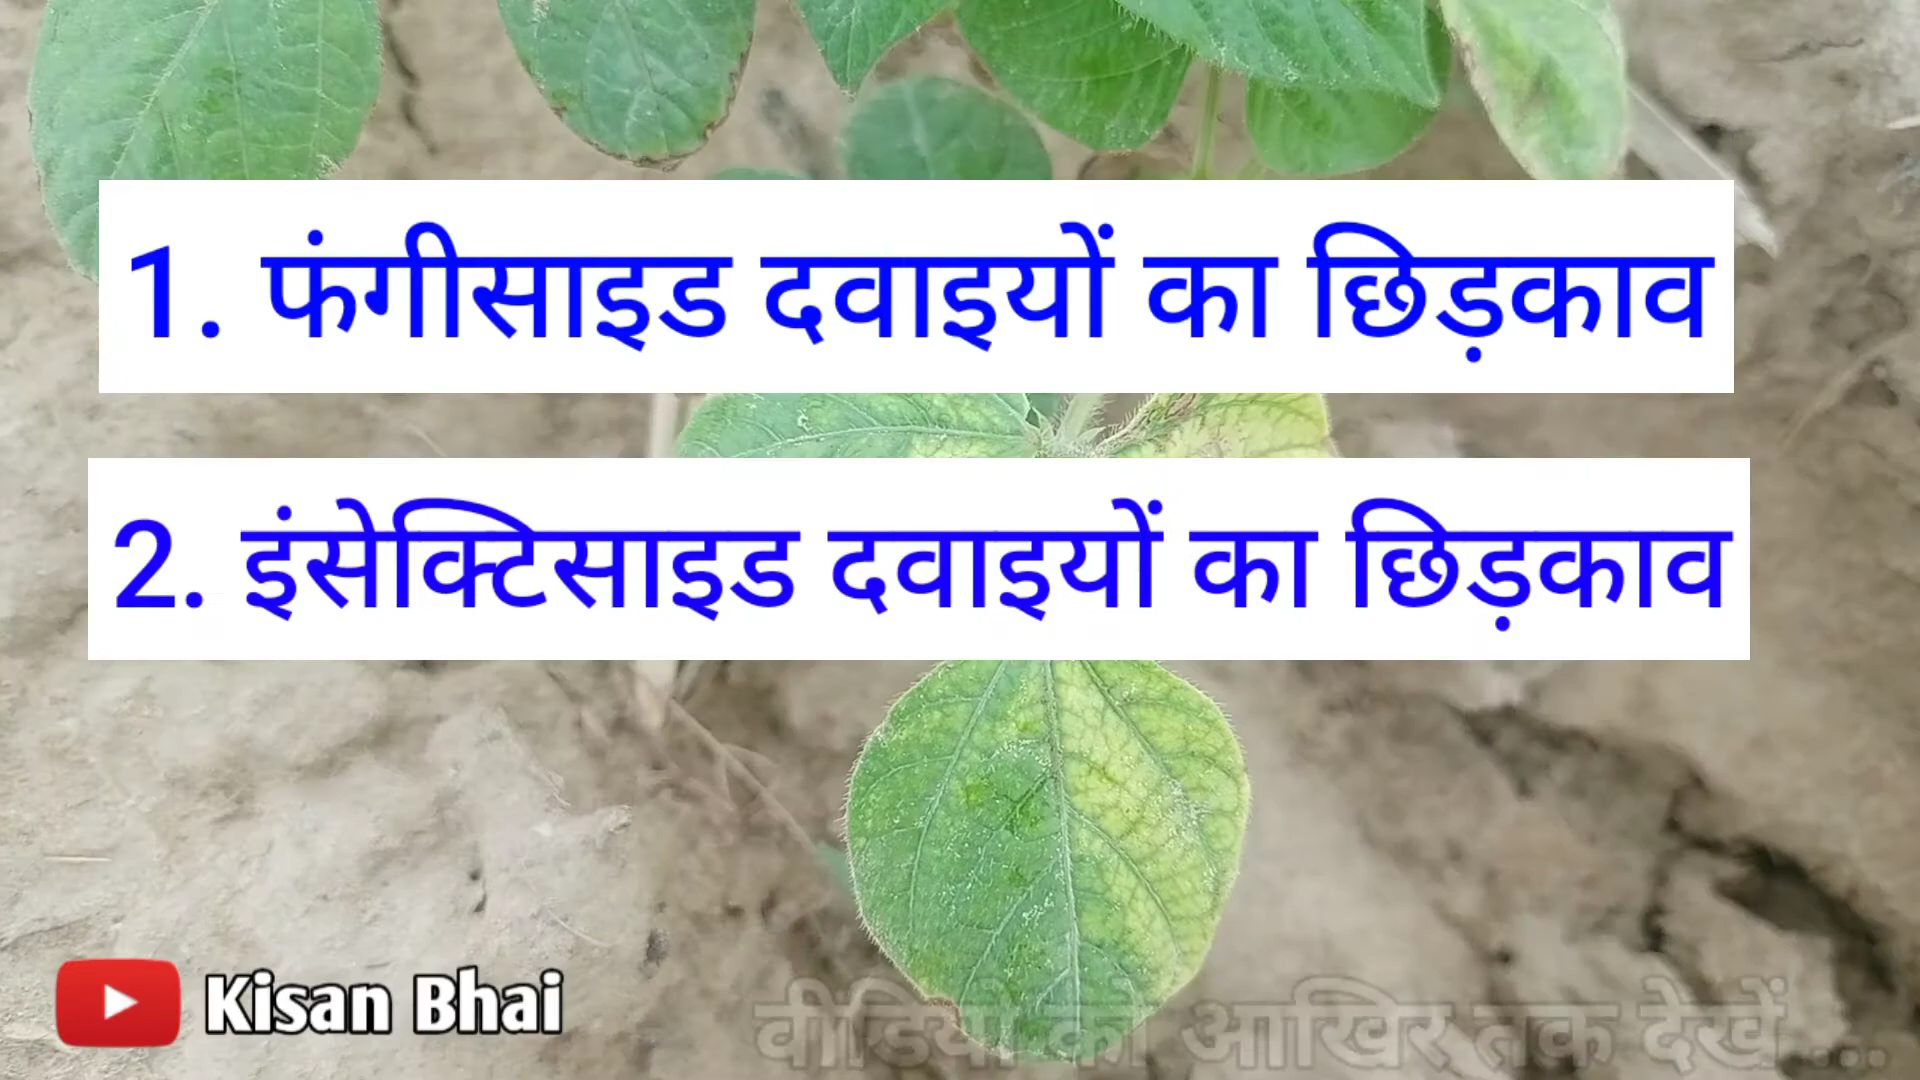 1. फंगीसाइड दवाइयों का छिड़काव
2. इंसेक्टिसाइड दवाइयों का छिड़काव
Kisan Bhai
वीडियो को आखिर तक देखें....